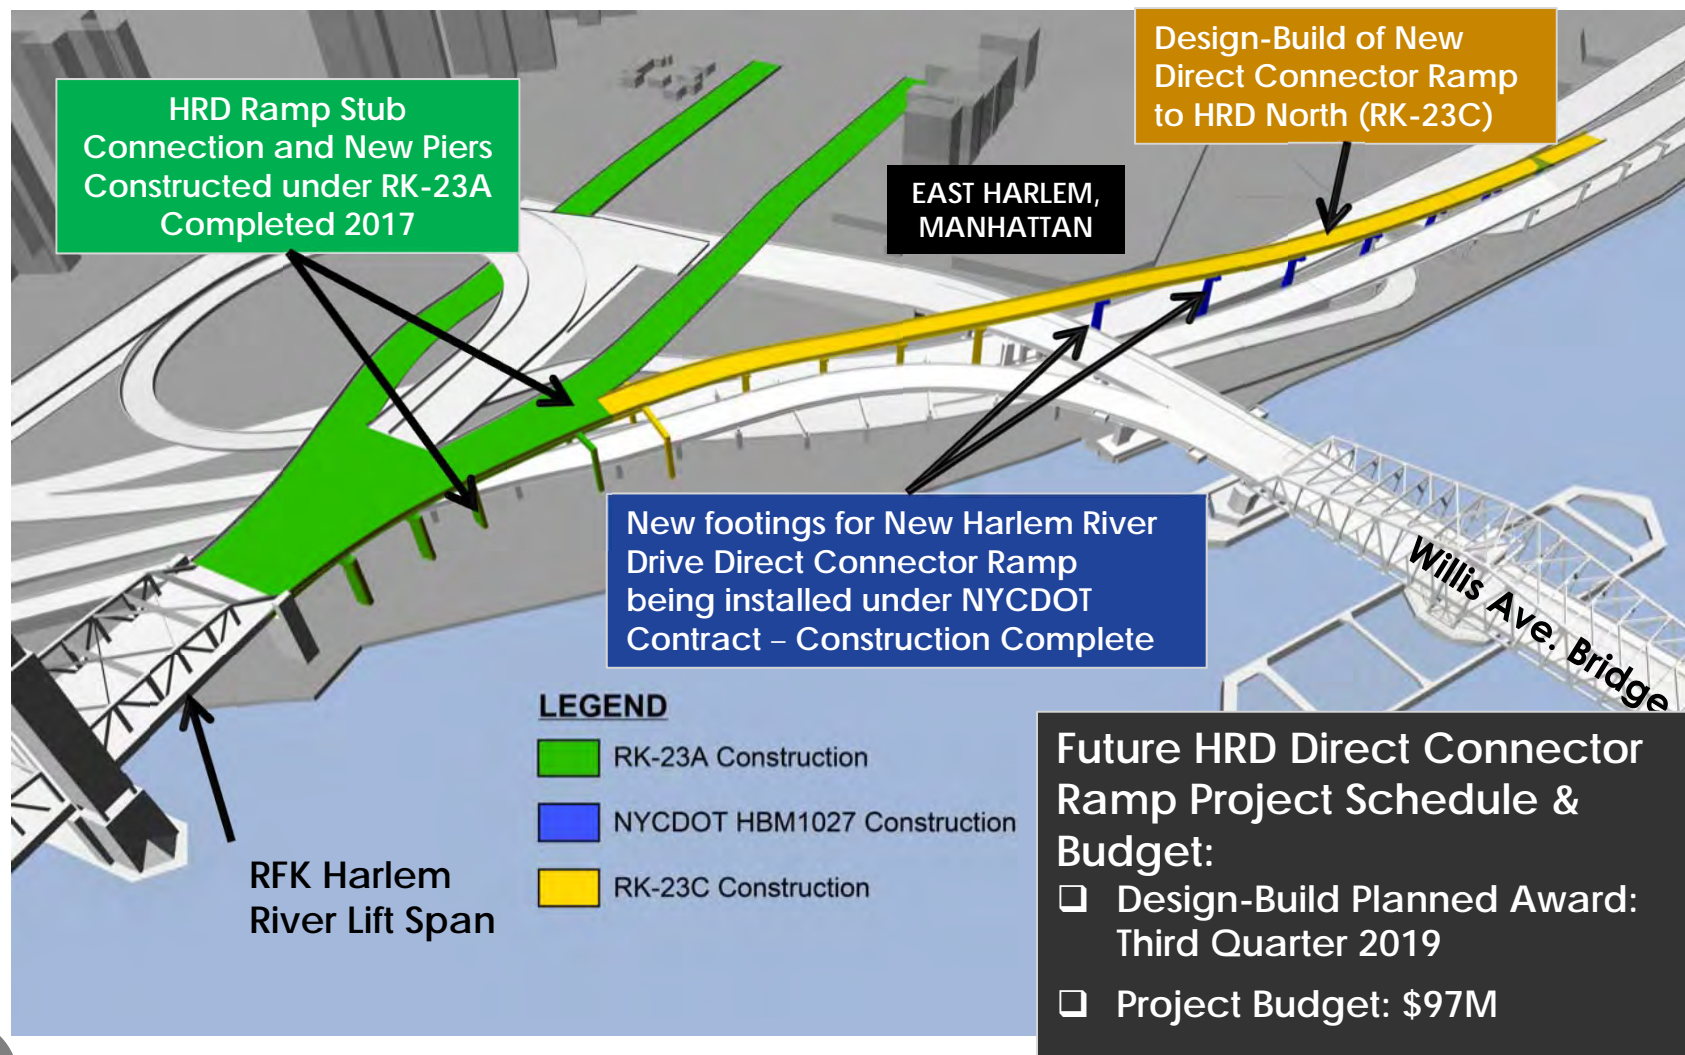 Design-Build of New
Direct Connector Ramp
to HRD North (RK-23C)
HRD Ramp Stub
Connection and New Piers
Constructed under RK-23A
Completed 2017
EAST HARLEM,
MANHATTAN
New footings for New Harlem River
Drive Direct Connector Ramp
being installed under NYCDOT
Contract – Construction Complete
Willis Ave. Bridge
LEGEND
RK-23A Construction
NYCDOT HBM1027 Construction
RK-23C Construction
RFK Harlem
River Lift Span
Future HRD Direct Connector
Ramp Project Schedule &
Budget:
❑ Design-Build Planned Award:
Third Quarter 2019
❑ Project Budget: $97M